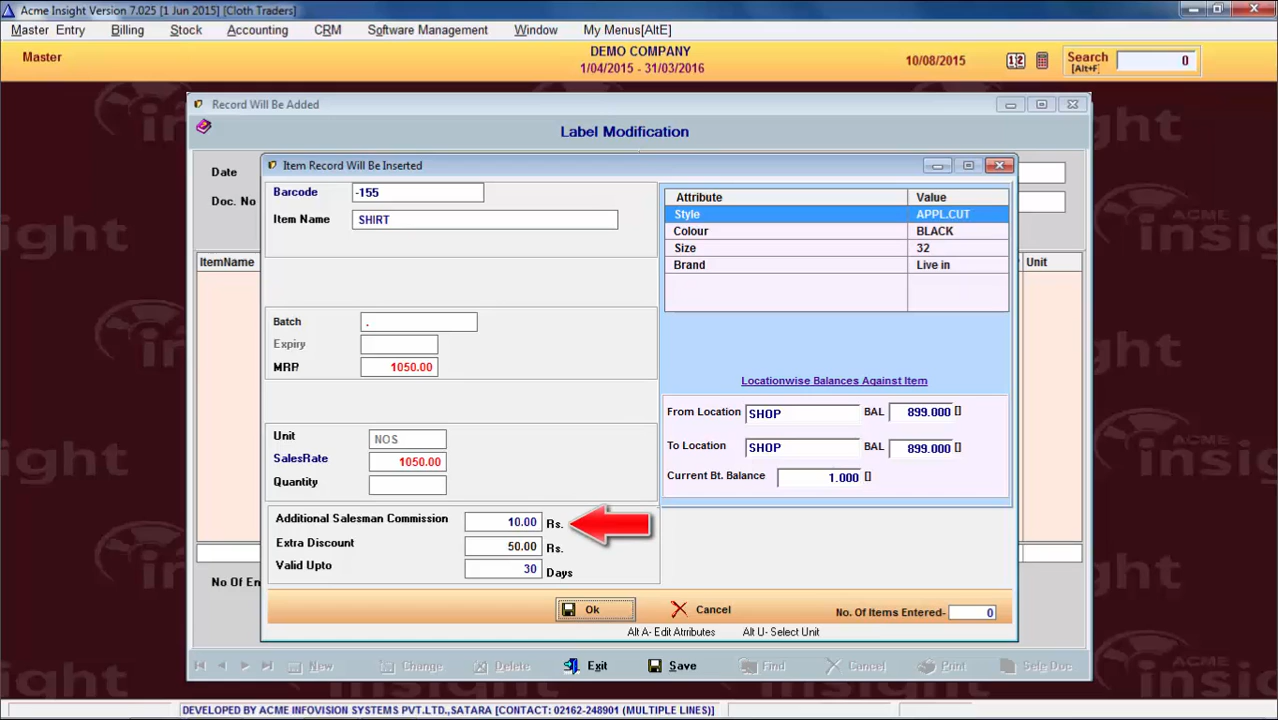 Acme Insight Version 7.025 [1 Jun 2015] [Cloth Traders]
Master Entry Billing Stock Accounting CRM Software Management Window My Menus[AltE]
Master
DEMO COMPANY
1/04/2015 - 31/03/2016
10/08/2015
12
Search
[Alt+F]
0
Record Will Be Added
Label Modification
Date
Doc. No
ItemName
Unit
No Of En
Item Record Will Be Inserted
Barcode -155
Item Name SHIRT
Batch .
Expiry
MRP. 1050.00
Unit NOS
SalesRate 1050.00
Quantity
Additional Salesman Commission 10.00 Rs.
Extra Discount 50.00 Rs.
Valid Upto 30 Days
Attribute Value
Style APPL.CUT
Colour BLACK
Size 32
Brand Live in
Locationwise Balances Against Item
From Location SHOP BAL 899.000 []
To Location SHOP BAL 899.000 []
Current Bt. Balance 1.000 []
Ok Cancel No. Of Items Entered- 0
Alt A- Edit Atrributes Alt U- Select Unit
New Change Delete Exit Save Find Cancel Print Sele Doc
DEVELOPED BY ACME INFOVISION SYSTEMS PVT.LTD.,SATARA [CONTACT: 02162-248901 (MULTIPLE LINES)]